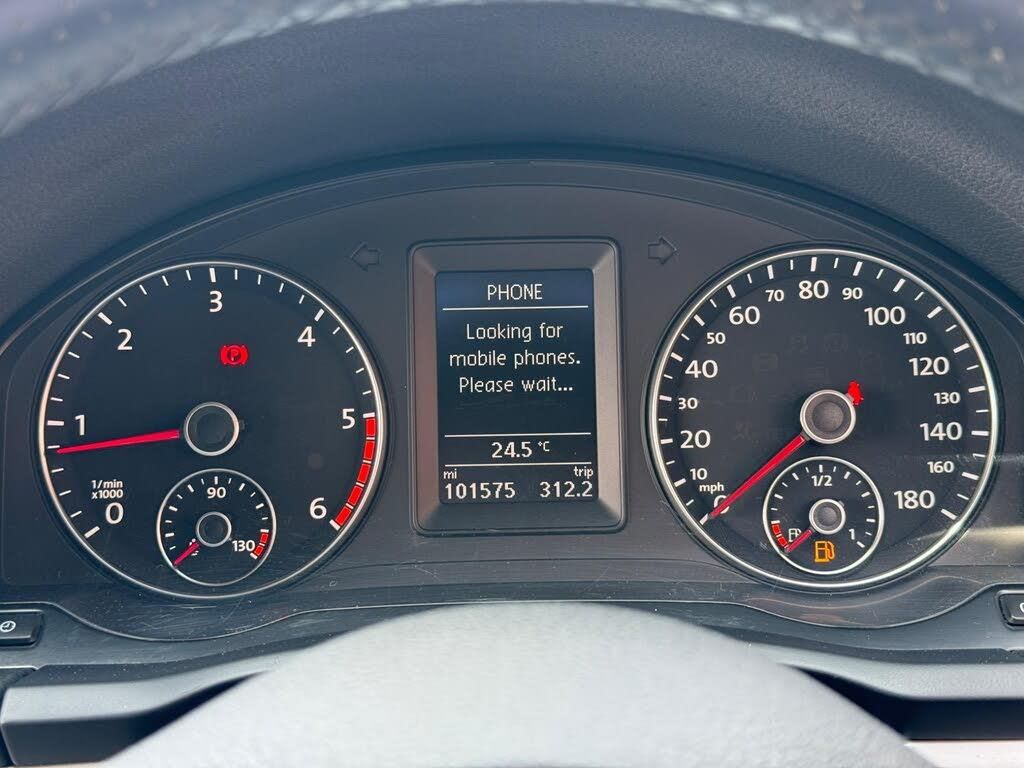 PHONE
Looking for
mobile phones.
Please wait...
24.5 °C
mi trip
101575 312.2
0 1 2 3 4 5 6
1/min
x1000
P
90
130
10 20 30 40 50 60 70 80 90 100 110 120 130 140 160 180
mph
1/2
1